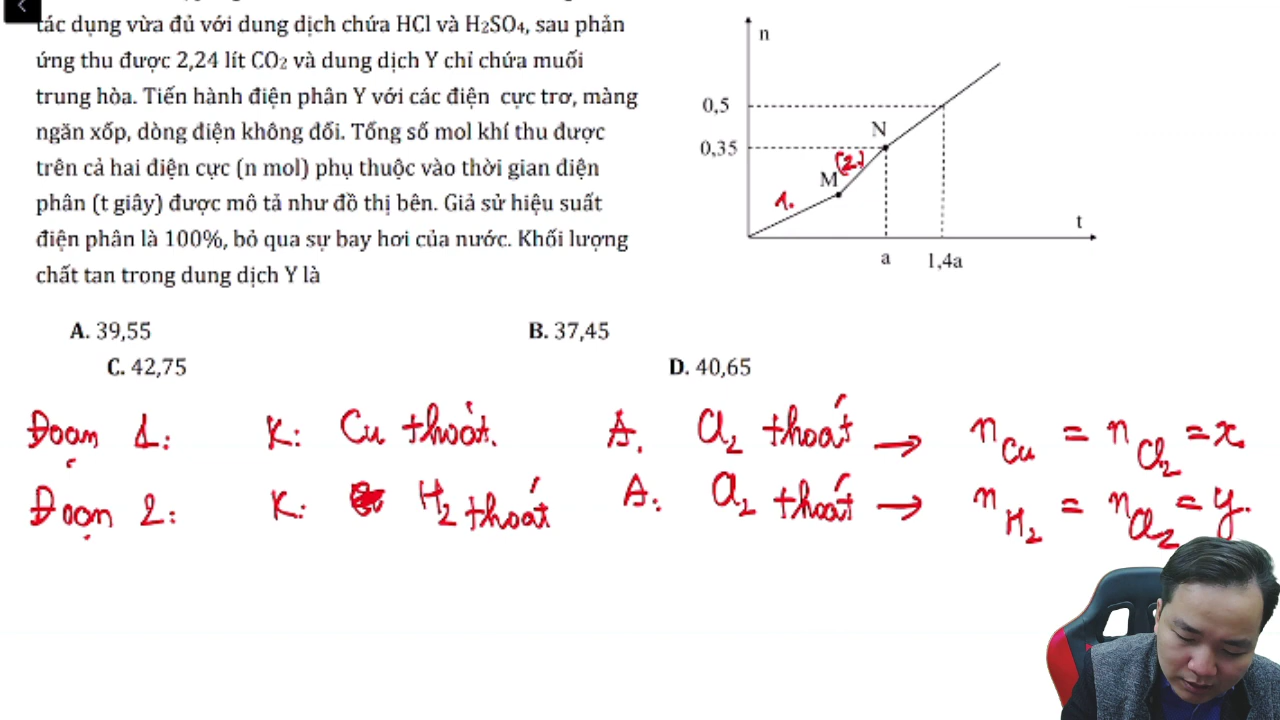 tác dụng vừa đủ với dung dịch chứa HCl và H₂SO₄, sau phản
ứng thu được 2,24 lít CO₂ và dung dịch Y chỉ chứa muối
trung hòa. Tiến hành điện phân Y với các điện cực trơ, màng
ngăn xốp, dòng điện không đổi. Tổng số mol khí thu được
trên cả hai điện cực (n mol) phụ thuộc vào thời gian điện
phân (t giây) được mô tả như đồ thị bên. Giả sử hiệu suất
điện phân là 100%, bỏ qua sự bay hơi của nước. Khối lượng
chất tan trong dung dịch Y là
n
0,5
N
0,35
(2.)
M
1.
t
a 1,4a
A. 39,55 B. 37,45
C. 42,75 D. 40,65
Đoạn 1: K: Cu thoát. A. Cl₂ thoát → n Cu = n Cl₂ = x
Đoạn 2: K: H₂ thoát A. Cl₂ thoát → n H₂ = n Cl₂ = y.